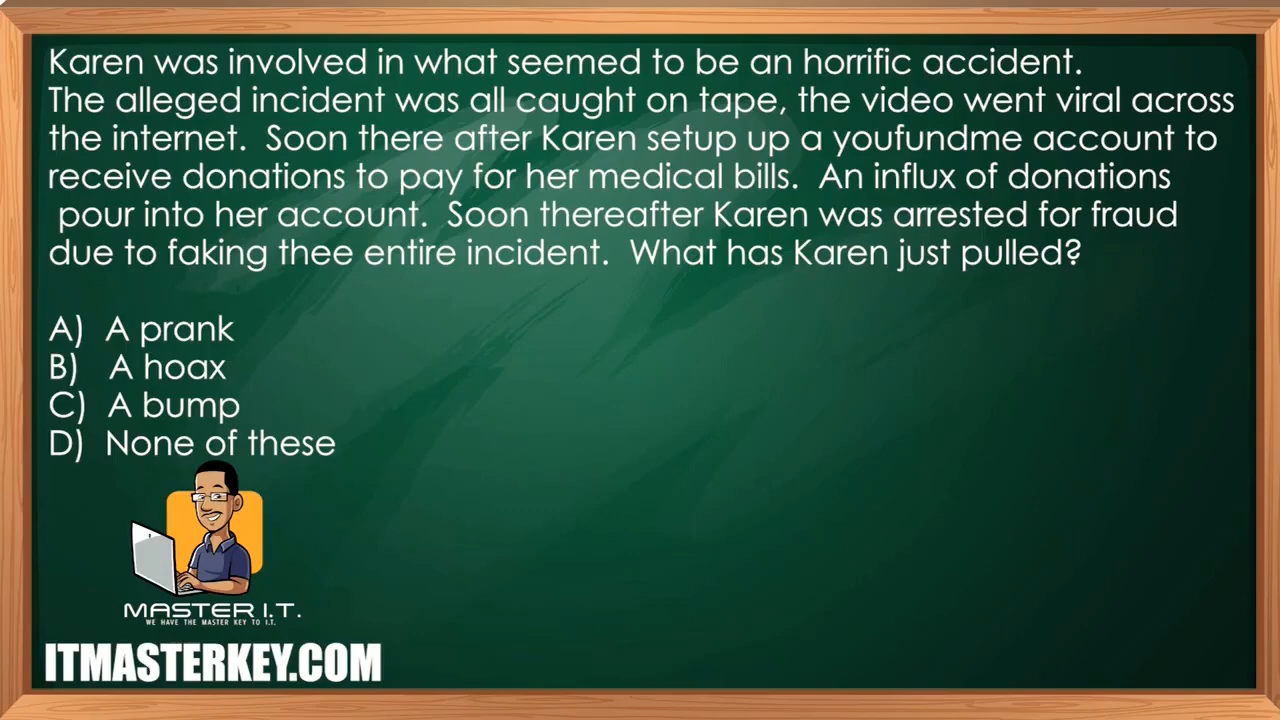 Karen was involved in what seemed to be an horrific accident.
The alleged incident was all caught on tape, the video went viral across
the internet.  Soon there after Karen setup up a youfundme account to
receive donations to pay for her medical bills.  An influx of donations
pour into her account.  Soon thereafter Karen was arrested for fraud
due to faking thee entire incident.  What has Karen just pulled?
A)  A prank
B)  A hoax
C)  A bump
D)  None of these
MASTER I.T.
WE HAVE THE MASTER KEY TO I.T.
ITMASTERKEY.COM